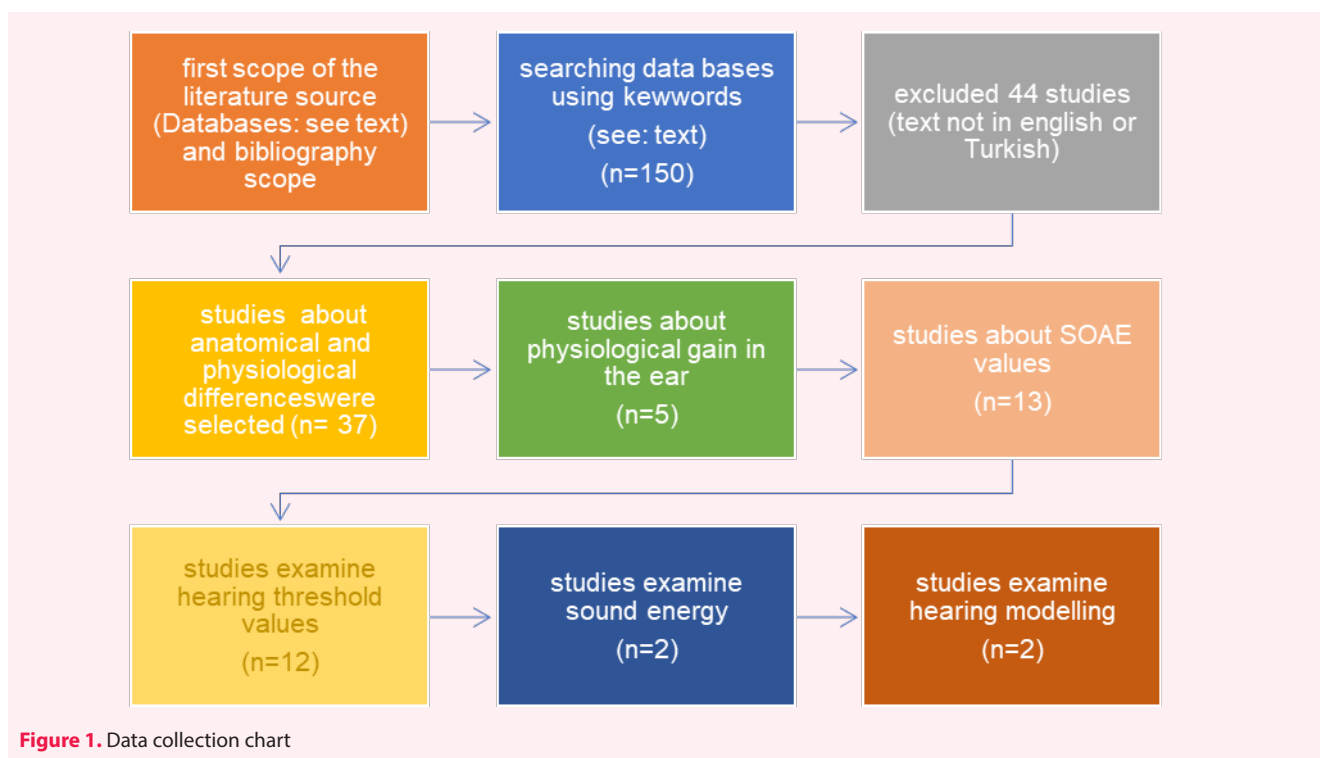 first scope of the
literature source
(Databases: see text)
and bibliography
scope
searching data bases
using kewwords
(see: text)
(n=150)
excluded 44 studies
(text not in english or
Turkish)
studies about
anatomical and
physiological
differenceswere
selected (n= 37)
studies about
physiological gain in
the ear
(n=5)
studies about SOAE
values
(n=13)
studies examine
hearing threshold
values
(n=12)
studies examine
sound energy
(n=2)
studies examine
hearing modelling
(n=2)
Figure 1. Data collection chart